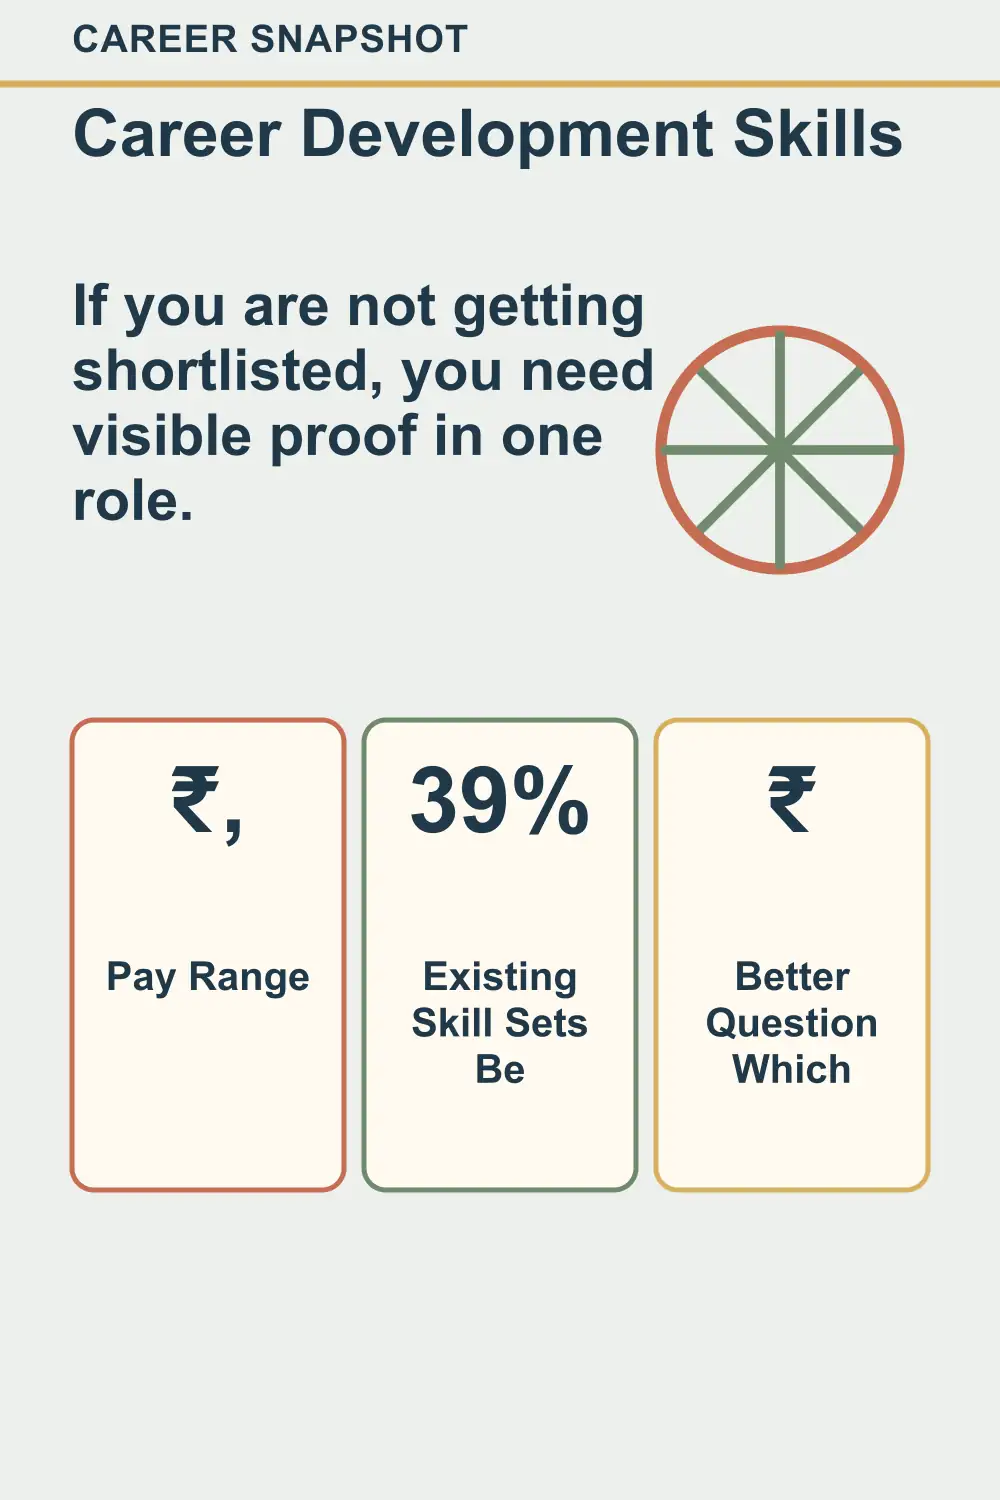 CAREER SNAPSHOT
Career Development Skills
If you are not getting
shortlisted, you need
visible proof in one
role.
₹,
Pay Range
39%
Existing
Skill Sets
Be
₹
Better
Question
Which